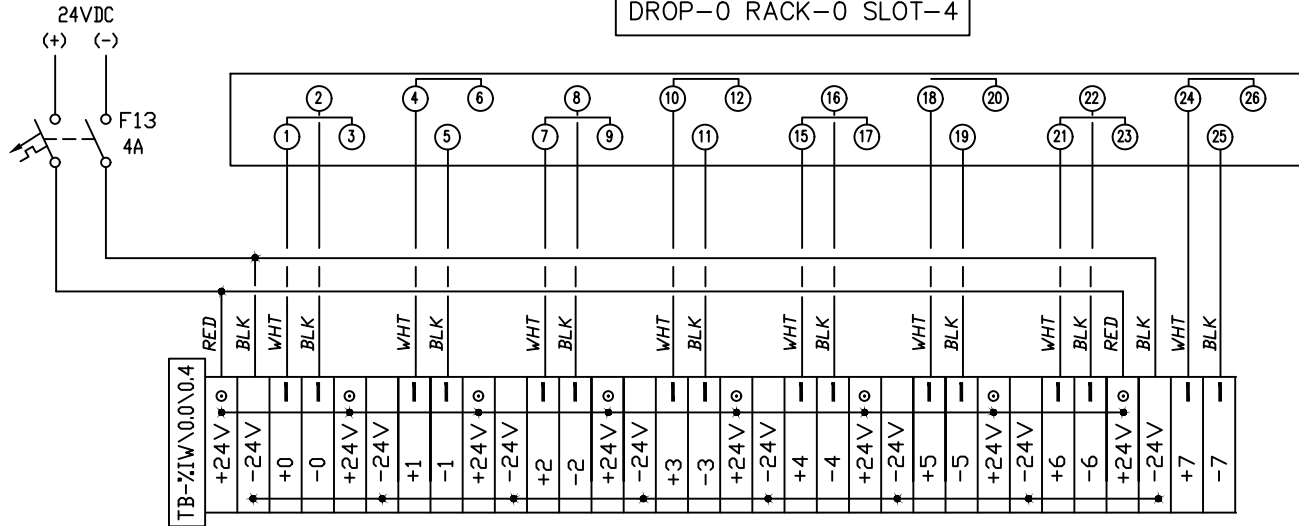 DROP-0 RACK-0 SLOT-4
24VDC
(+) (-)
F13
4A
2 4 6 8 10 12 14 16 18 20 22 24 26
1 3 5 7 9 11 15 17 19 21 23 25
RED BLK WHT BLK WHT BLK WHT BLK WHT BLK WHT BLK WHT BLK WHT BLK RED BLK WHT BLK
TB-%IW\0.0\0.4
+24V -24V +0 -0 +24V -24V +1 -1 +24V -24V +2 -2 +24V -24V +3 -3 +24V -24V +4 -4 +24V -24V +5 -5 +24V -24V +6 -6 +24V -24V +7 -7